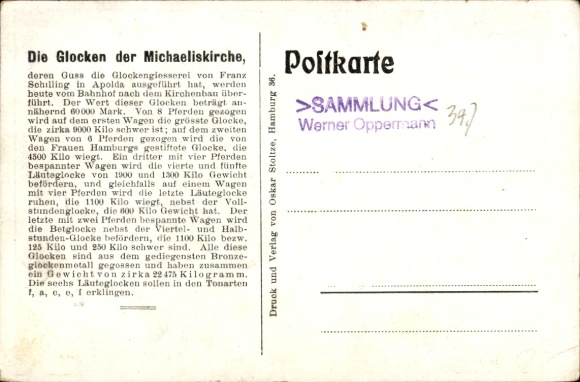 Die Glocken der Michaeliskirche,
deren Guss die Glockengiesserei von Franz
Schilling in Apolda ausgeführt hat, werden
heute vom Bahnhof nach dem Kirchenbau über-
führt. Der Wert dieser Glocken beträgt an-
nähernd 60 000 Mark. Von 8 Pferden gezogen
wird auf dem ersten Wagen die grösste Glocke,
die zirka 9000 Kilo schwer ist; auf dem zweiten
Wagen von 6 Pferden gezogen wird die von
den Frauen Hamburgs gestiftete Glocke, die
4500 Kilo wiegt. Ein dritter mit vier Pferden
bespannter Wagen wird die vierte und fünfte
Läuteglocke von 1900 und 1300 Kilo Gewicht
befördern, und gleichfalls auf einem Wagen
mit vier Pferden wird die letzte Läuteglocke
ruhen, die 1100 Kilo wiegt, nebst der Voll-
stundenglocke, die 800 Kilo Gewicht hat. Der
letzte mit zwei Pferden bespannte Wagen wird
die Betglocke nebst der Viertel- und Halb-
stunden-Glocke befördern, die 1100 Kilo bezw.
125 Kilo und 250 Kilo schwer sind. Alle diese
Glocken sind aus dem gediegensten Bronze-
glockenmetall gegossen und haben zusammen
ein Gewicht von zirka 22 475 Kilogramm.
Die sechs Läuteglocken sollen in den Tonarten
f, a, c, e, f erklingen.
Druck und Verlag von Oskar Stoltze, Hamburg 36.
Postkarte
>SAMMLUNG<
Werner Oppermann